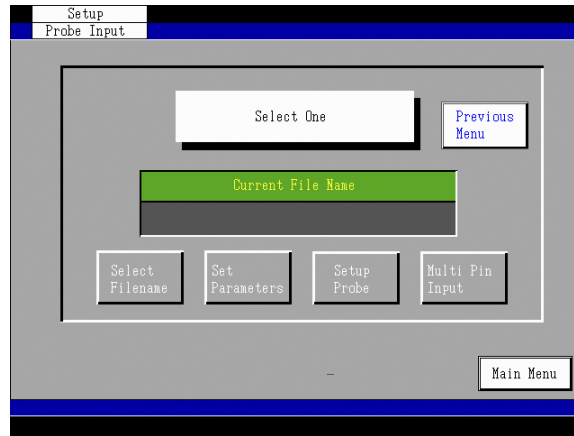 Setup
Probe Input
Select One
Previous
Menu
Current File Name
Select
Filename
Set
Parameters
Setup
Probe
Multi Pin
Input
Main Menu